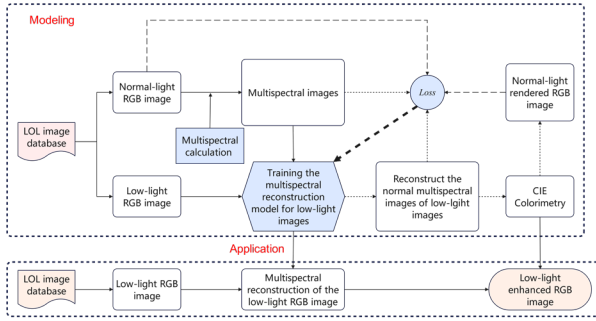 Modeling
Normal-light
RGB image
Multispectral images
Loss
Normal-light
rendered RGB
image
LOL image
database
Multispectral
calculation
Low-light
RGB image
Training the
multispectral
reconstruction
model for low-light
images
Reconstruct the
normal multispectral
images of low-lgiht
images
CIE
Colorimetry
Application
LOL image
database
Low-light RGB
image
Multispectral
reconstruction of the
low-light RGB image
Low-light
enhanced RGB
image